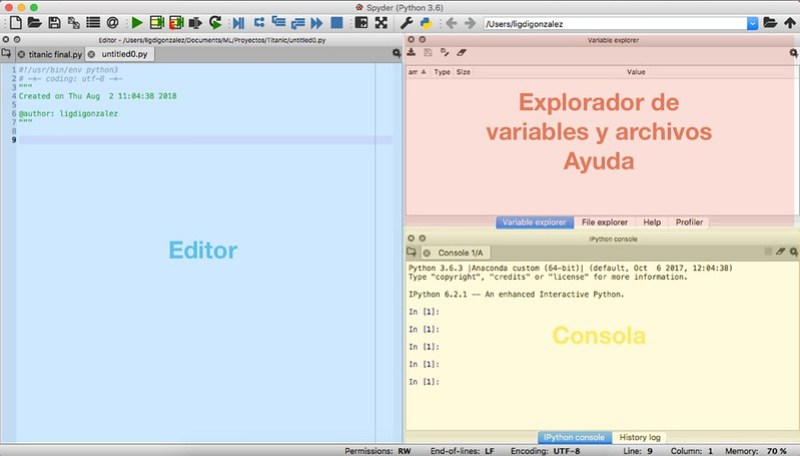 Spyder (Python 3.6)
/Users/ligdigonzalez
Editor - /Users/ligdigonzalez/Documents/ML/Proyectos/Titanic/untitled0.py
titanic final.py
untitled0.py
1 #!/usr/bin/env python3
2 # -*- coding: utf-8 -*-
3 """
4 Created on Thu Aug  2 11:04:38 2018
5
6 @author: ligdigonzalez
7 """
8
9
Editor
Variable explorer
Type Size Value
Explorador de
variables y archivos
Ayuda
Variable explorer File explorer Help Profiler
IPython console
Console 1/A
Python 3.6.3 |Anaconda custom (64-bit)| (default, Oct  6 2017, 12:04:38)
Type "copyright", "credits" or "license" for more information.
IPython 6.2.1 -- An enhanced Interactive Python.
In [1]:
In [1]:
In [1]:
In [1]:
In [1]:
Consola
IPython console History log
Permissions: RW End-of-lines: LF Encoding: UTF-8 Line: 9 Column: 1 Memory: 70 %